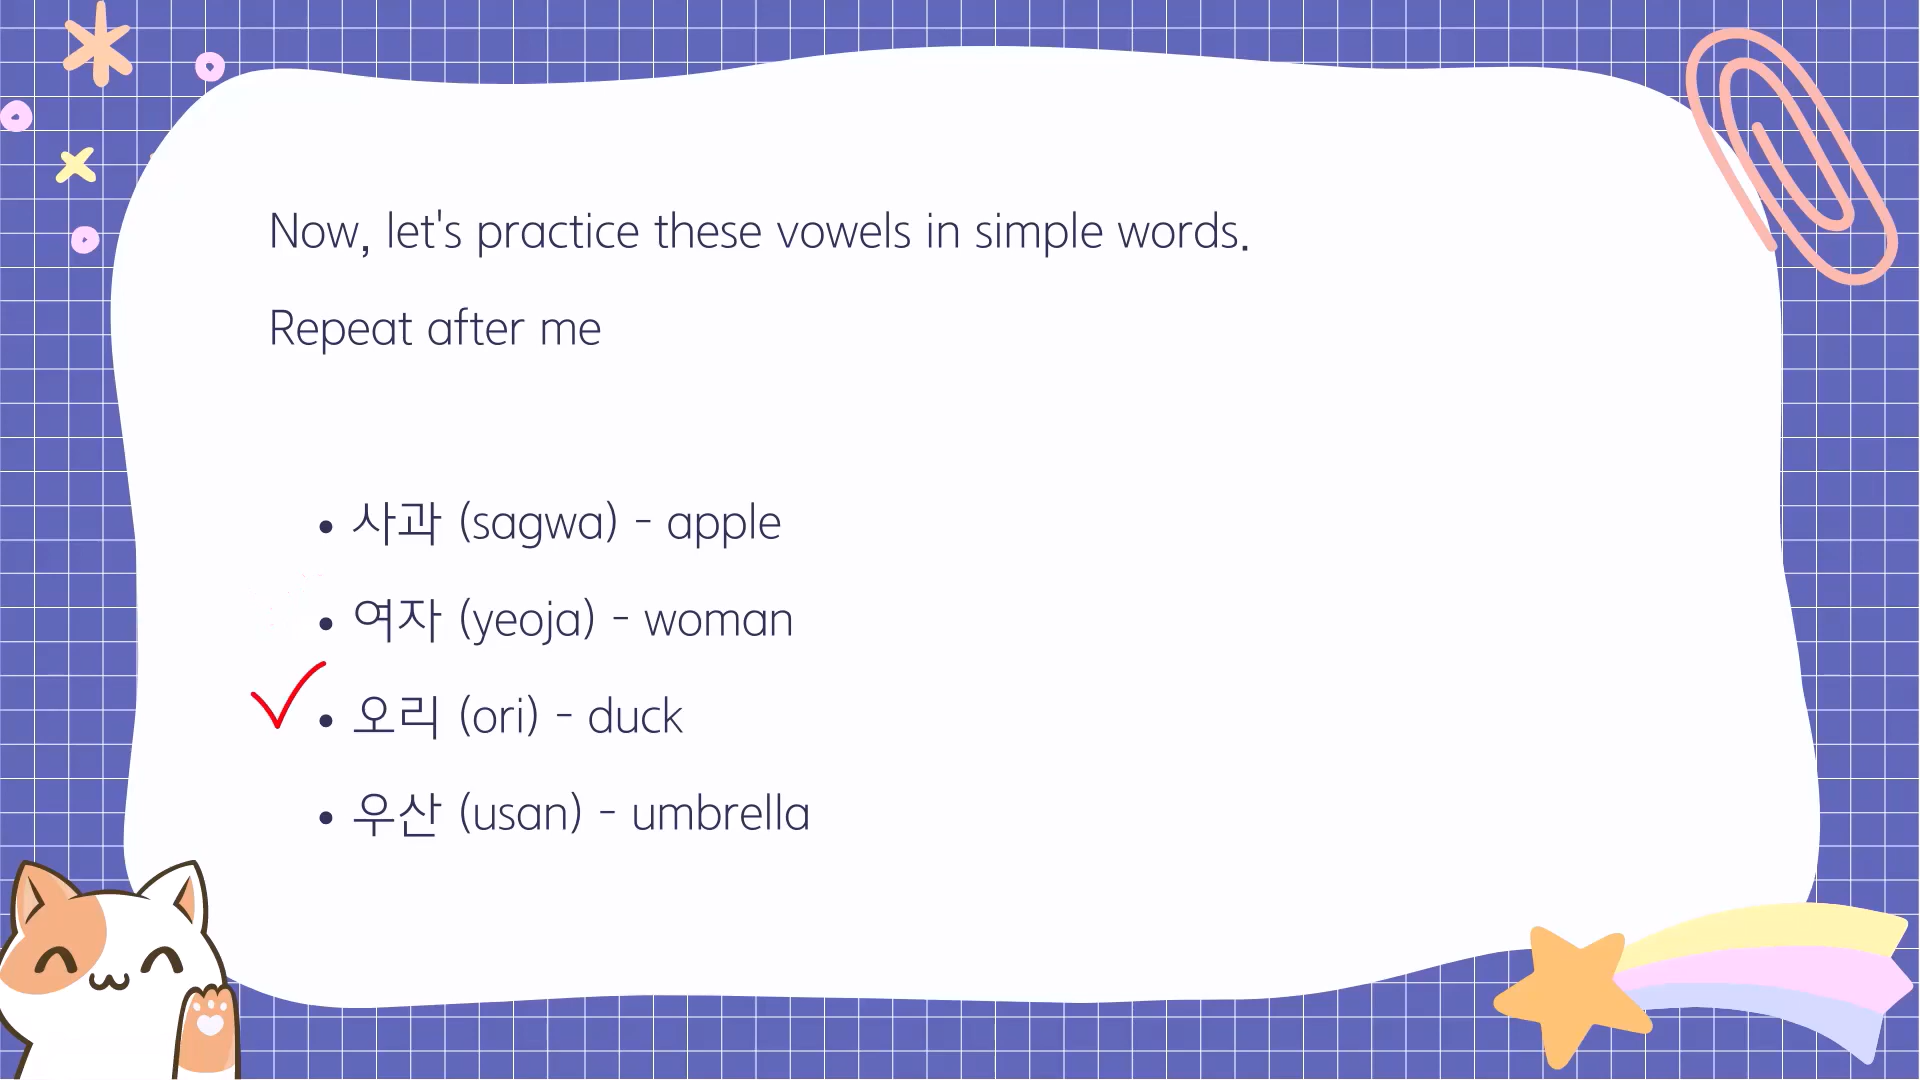 Now, let's practice these vowels in simple words.
Repeat after me
• 사과 (sagwa) - apple
• 여자 (yeoja) - woman
• 오리 (ori) - duck
• 우산 (usan) - umbrella